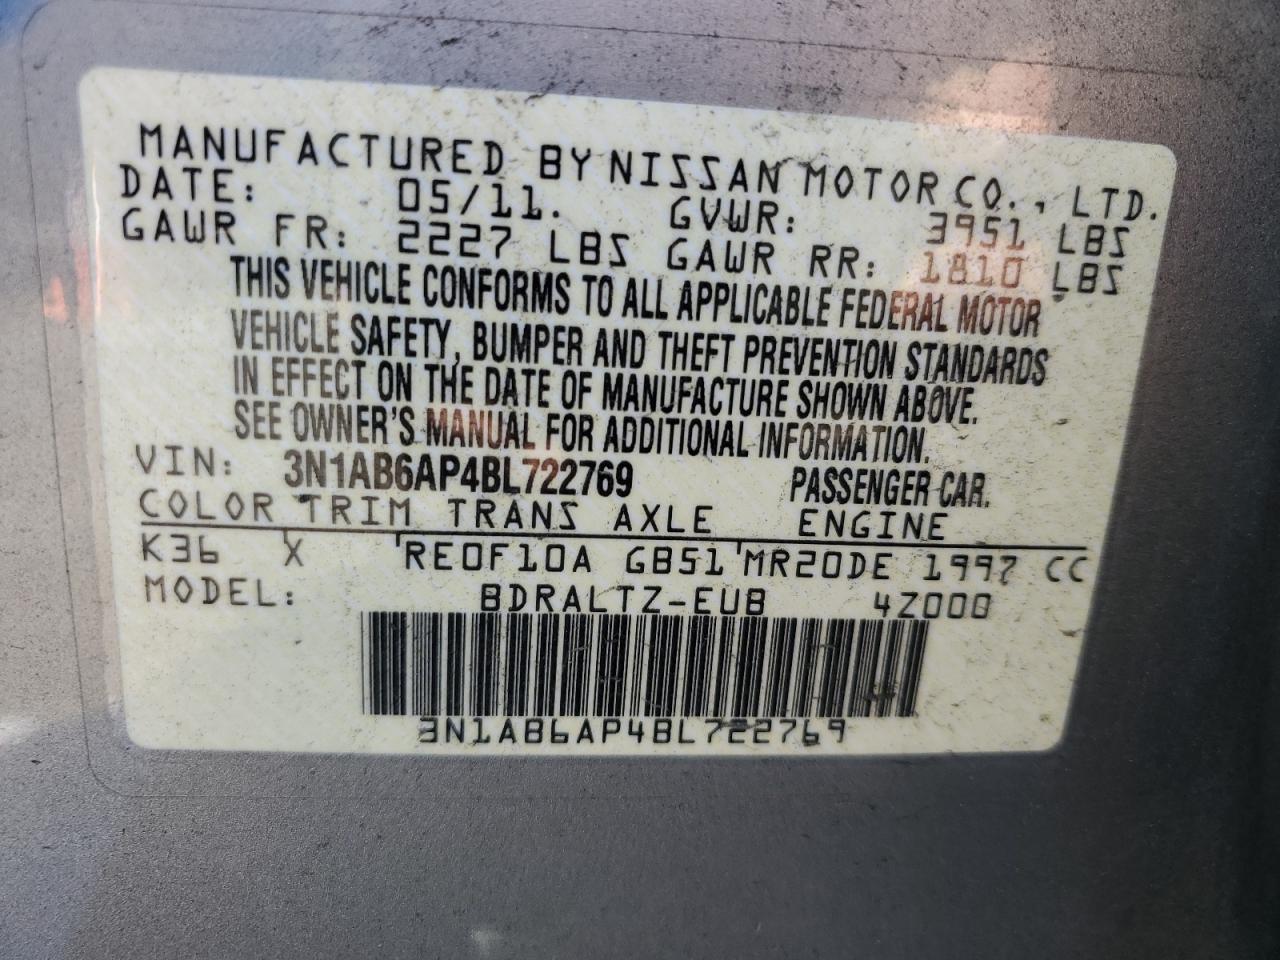 MANUFACTURED BY NISSAN MOTOR CO., LTD.
DATE: 05/11. GVWR: 3951 LBS
GAWR FR: 2227 LBS GAWR RR: 1810 LBS
THIS VEHICLE CONFORMS TO ALL APPLICABLE FEDERAL MOTOR
VEHICLE SAFETY, BUMPER AND THEFT PREVENTION STANDARDS
IN EFFECT ON THE DATE OF MANUFACTURE SHOWN ABOVE.
SEE OWNER'S MANUAL FOR ADDITIONAL INFORMATION.
VIN: 3N1AB6AP4BL722769 PASSENGER CAR.
COLOR TRIM TRANS AXLE ENGINE
K36 X RE0F10A GB51 MR20DE 1997 CC
MODEL: BDRALTZ-EUB 4Z000
3N1AB6AP4BL722769